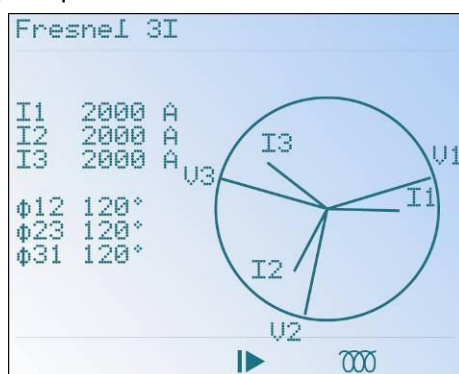 Fresnel 3I
I1 2000 A
I2 2000 A
I3 2000 A
ϕ12 120°
ϕ23 120°
ϕ31 120°
I3
V1
V3
I1
I2
V2